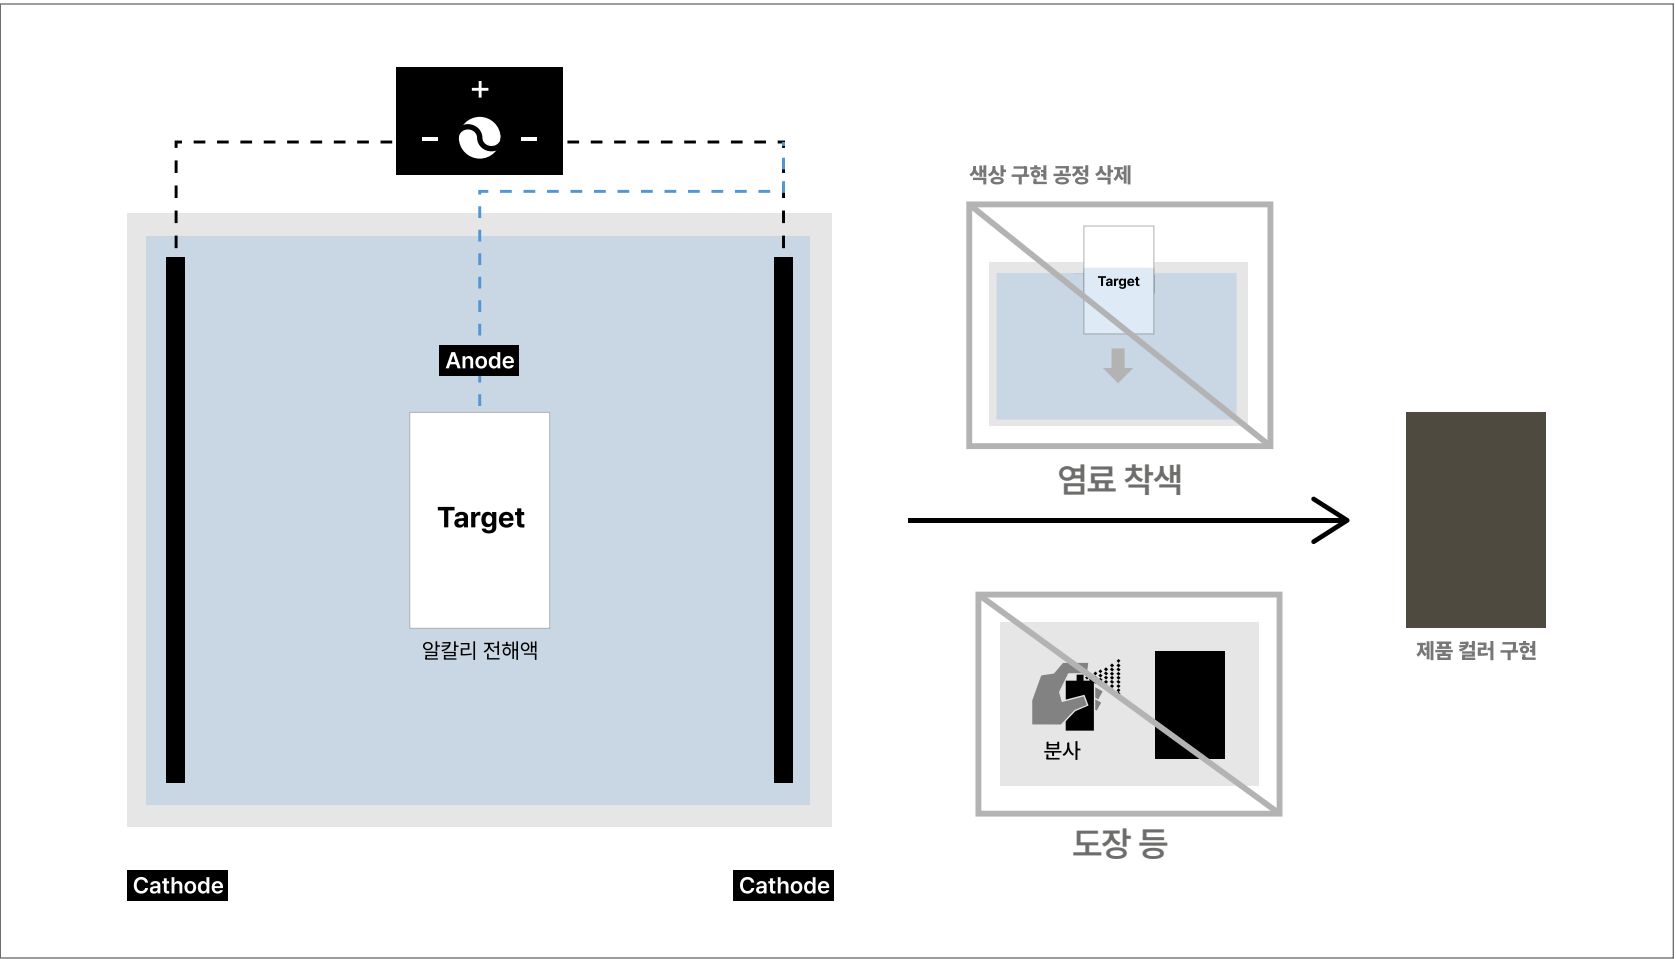 +
− −
Anode
Target
알칼리 전해액
Cathode
Cathode
색상 구현 공정 삭제
Target
염료 착색
분사
도장 등
제품 컬러 구현